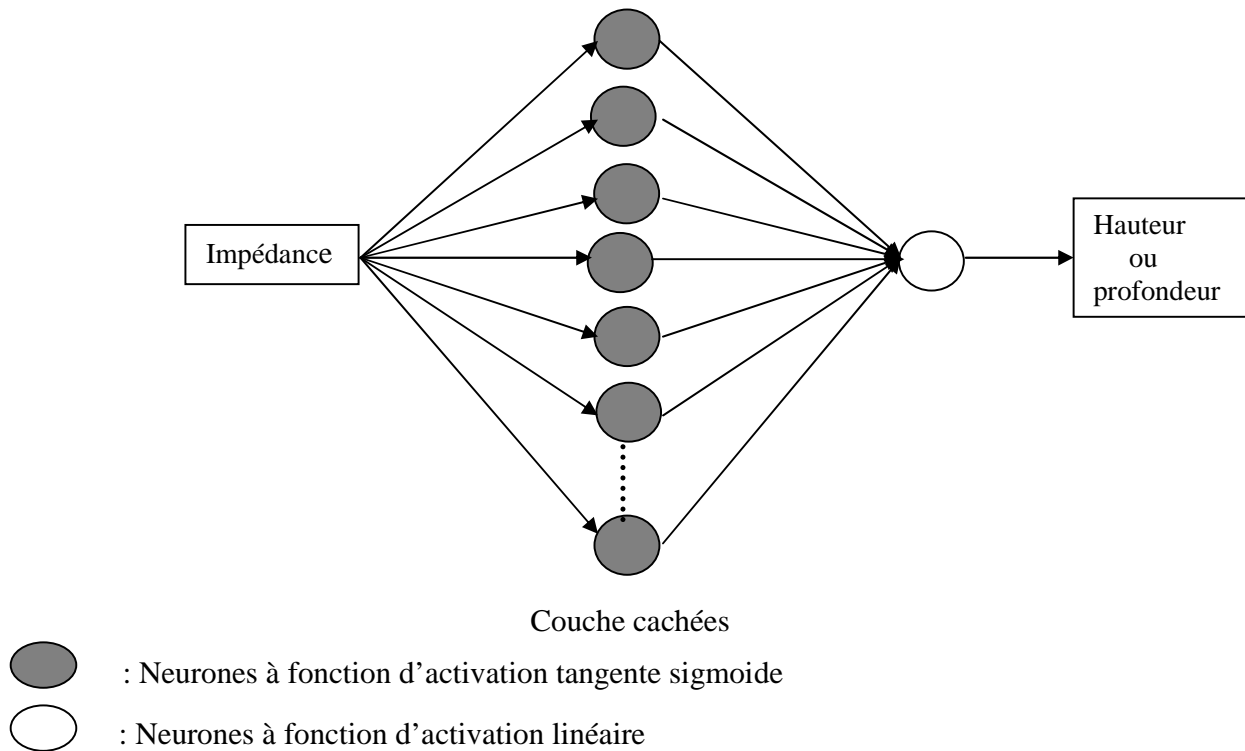 Impédance
Hauteur
ou
profondeur
Couche cachées
: Neurones à fonction d’activation tangente sigmoide
: Neurones à fonction d’activation linéaire